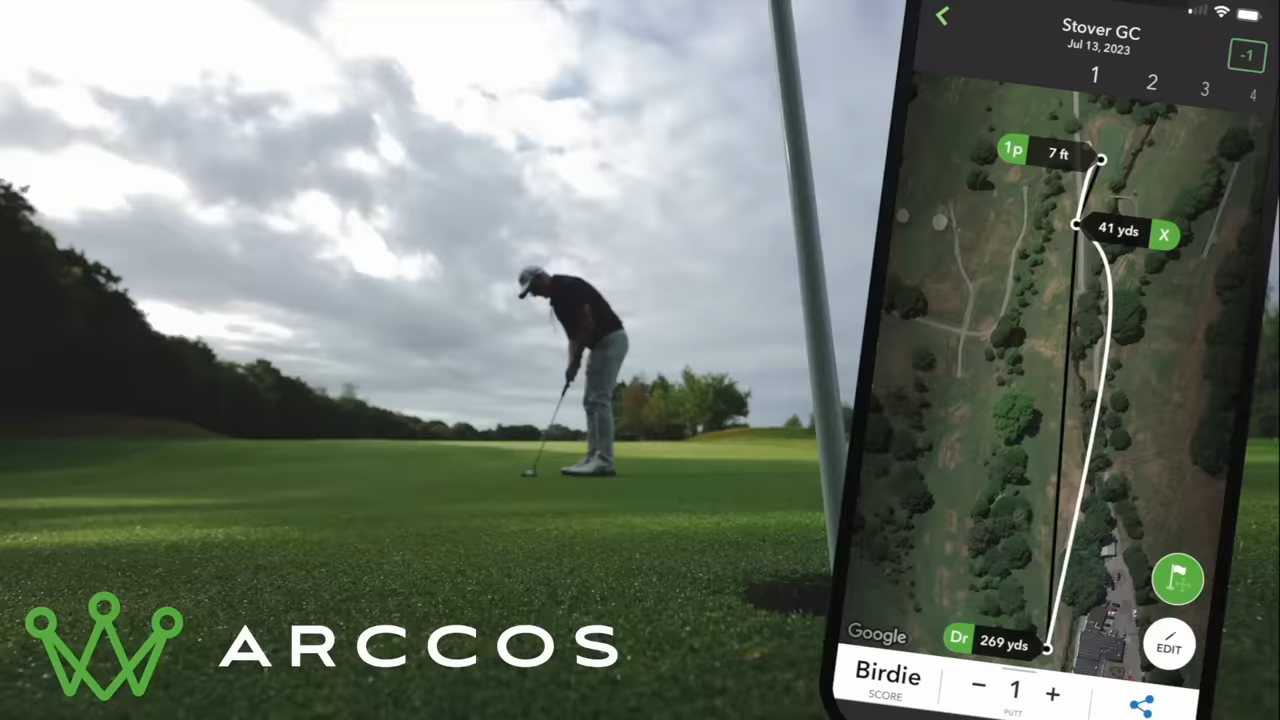 Stover GC
Jul 13, 2023
-1
1 2 3 4
1p 7 ft
41 yds X
Dr 269 yds
Google
EDIT
Birdie
SCORE
− 1 +
PUTT
ARCCOS